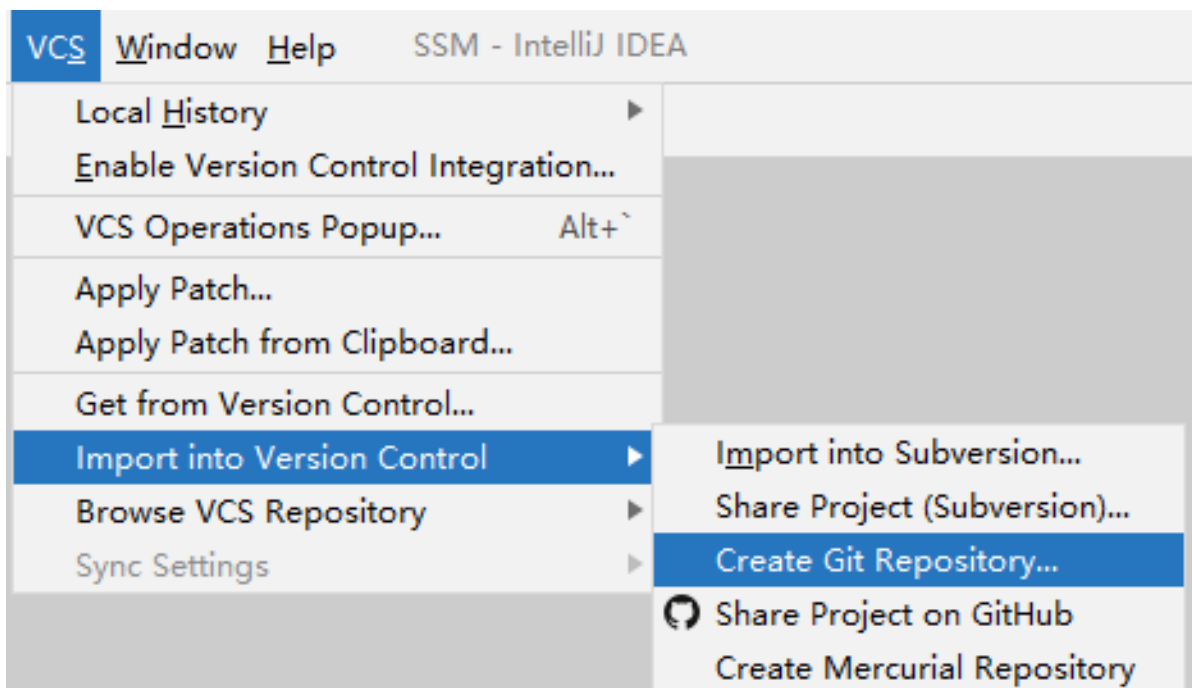 VCS Window Help SSM - IntelliJ IDEA
Local History
Enable Version Control Integration...
VCS Operations Popup... Alt+`
Apply Patch...
Apply Patch from Clipboard...
Get from Version Control...
Import into Version Control
Browse VCS Repository
Sync Settings
Import into Subversion...
Share Project (Subversion)...
Create Git Repository...
Share Project on GitHub
Create Mercurial Repository